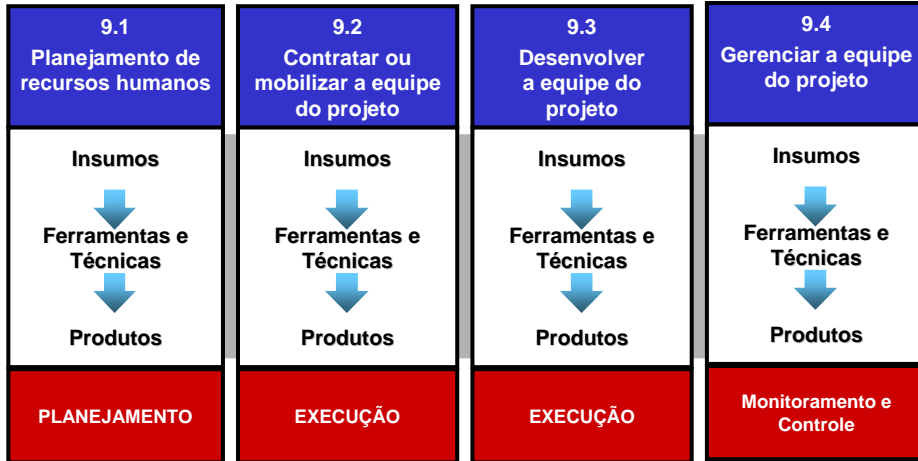 9.1
Planejamento de
recursos humanos
Insumos
Ferramentas e
Técnicas
Produtos
PLANEJAMENTO
9.2
Contratar ou
mobilizar a equipe
do projeto
Insumos
Ferramentas e
Técnicas
Produtos
EXECUÇÃO
9.3
Desenvolver
a equipe do
projeto
Insumos
Ferramentas e
Técnicas
Produtos
EXECUÇÃO
9.4
Gerenciar a equipe
do projeto
Insumos
Ferramentas e
Técnicas
Produtos
Monitoramento e
Controle